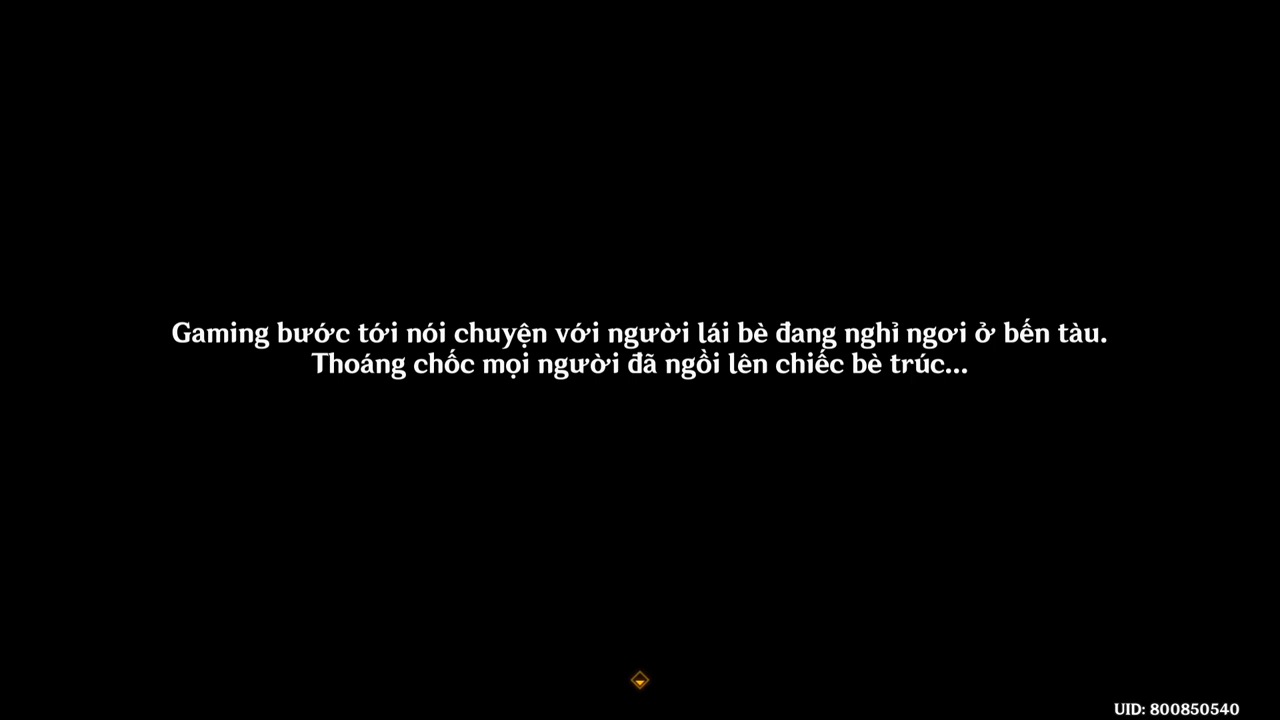 Gaming bước tới nói chuyện với người lái bè đang nghỉ ngơi ở bến tàu.
Thoáng chốc mọi người đã ngồi lên chiếc bè trúc...
UID: 800850540